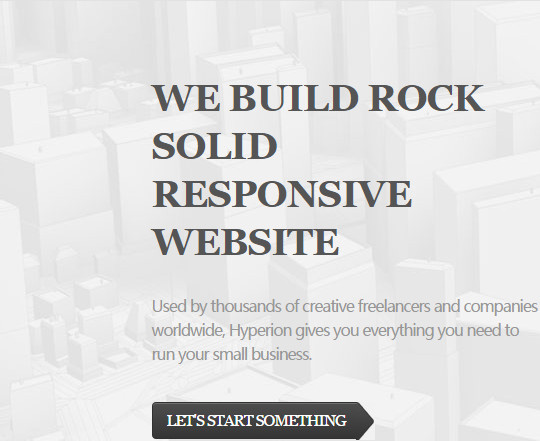 WE BUILD ROCK
SOLID
RESPONSIVE
WEBSITE
Used by thousands of creative freelancers and companies
worldwide, Hyperion gives you everything you need to
run your small business.
LET'S START SOMETHING